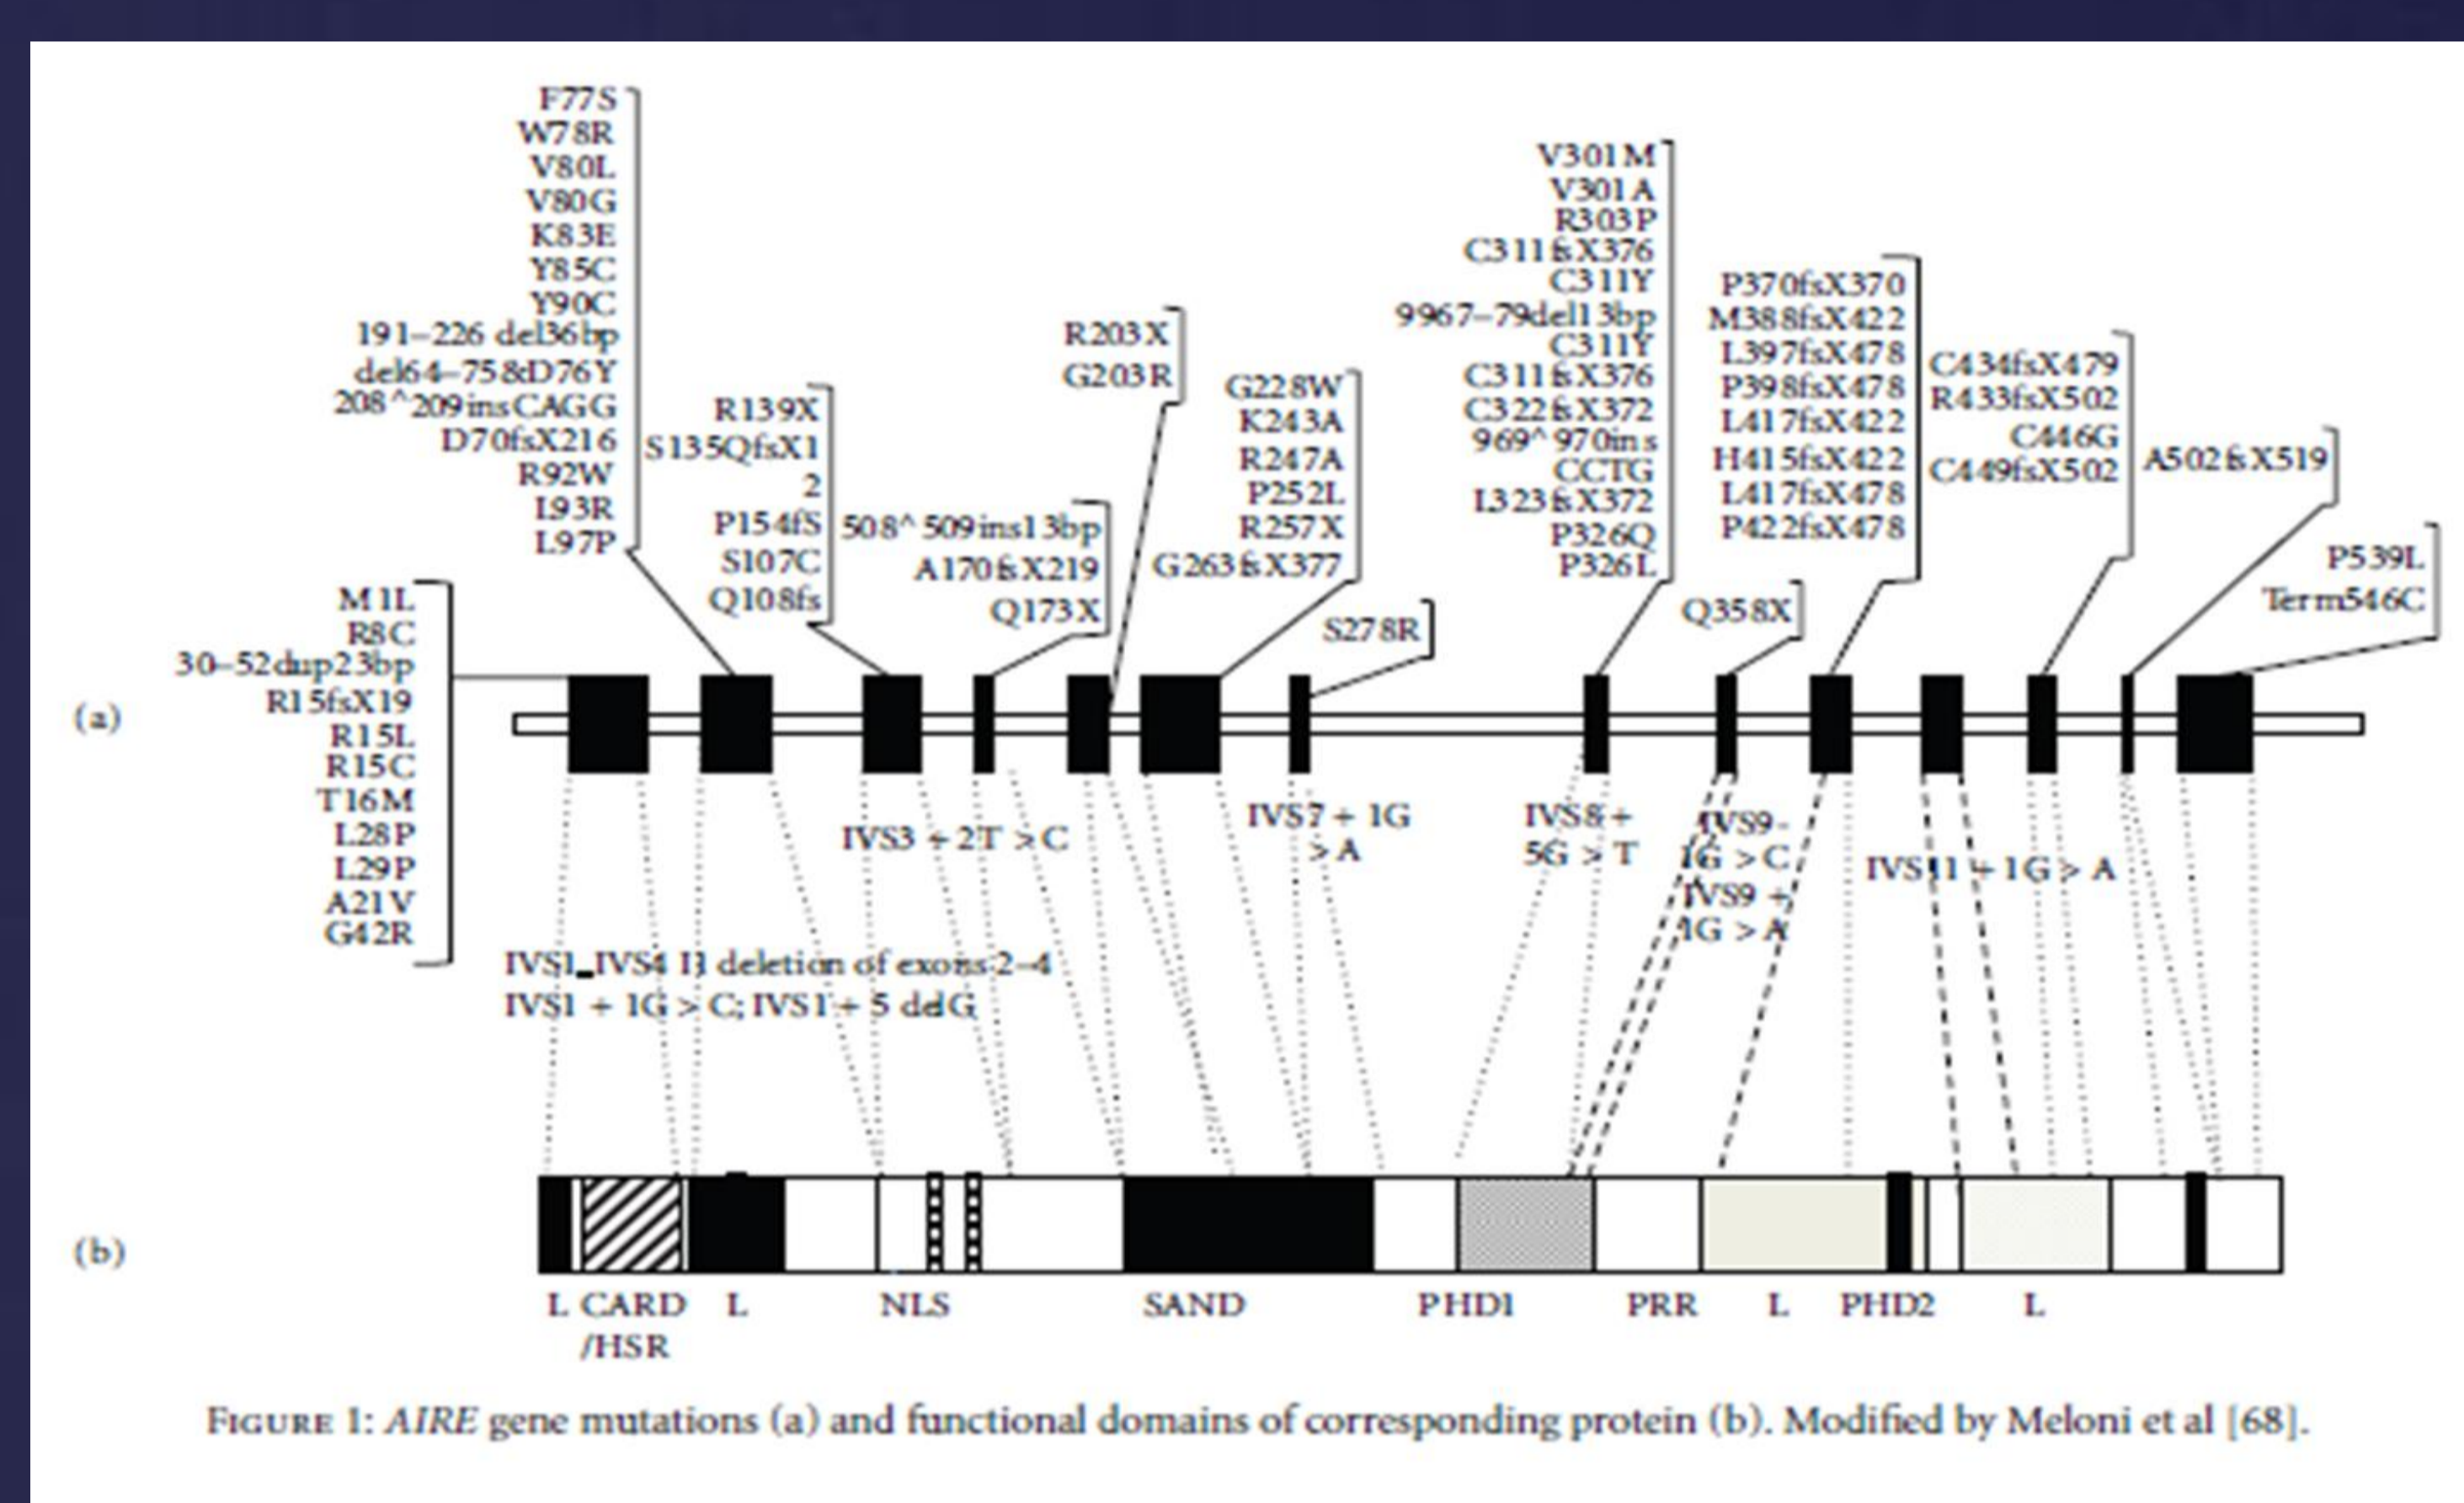 F77S
W78R
V80L
V80G
K83E
Y85C
Y90C
191–226 del36bp
del64–75&D76Y
208^209insCAGG
D70fsX216
R92W
L93R
L97P
M1L
R8C
30–52dup23bp
R15fsX19
R15L
R15C
T16M
L28P
L29P
A21V
G42R
R139X
S135QfsX1
2
P154fS
S107C
Q108fs
508^509ins13bp
A170fsX219
Q173X
R203X
G203R
G228W
K243A
R247A
P252L
R257X
G263fsX377
S278R
V301M
V301A
R303P
C311fsX376
C311Y
9967–79del13bp
C311Y
C311fsX376
C322fsX372
969^970ins
CCTG
L323fsX372
P326Q
P326L
Q358X
P370fsX370
M388fsX422
L397fsX478
P398fsX478
L417fsX422
H415fsX422
L417fsX478
P422fsX478
C434fsX479
R433fsX502
C446G
C449fsX502
A502fsX519
P539L
Term546C
(a)
IVS3 + 2T > C
IVS7 + 1G
> A
IVS8 +
5G > T
IVS9-
1G > C
IVS9 +
1G > A
IVS11 + 1G > A
IVS1_IVS4 deletion of exons 2–4
IVS1 + 1G > C; IVS1 + 5 delG
(b)
L CARD L NLS SAND PHD1 PRR L PHD2 L
/HSR
FIGURE 1: AIRE gene mutations (a) and functional domains of corresponding protein (b). Modified by Meloni et al [68].